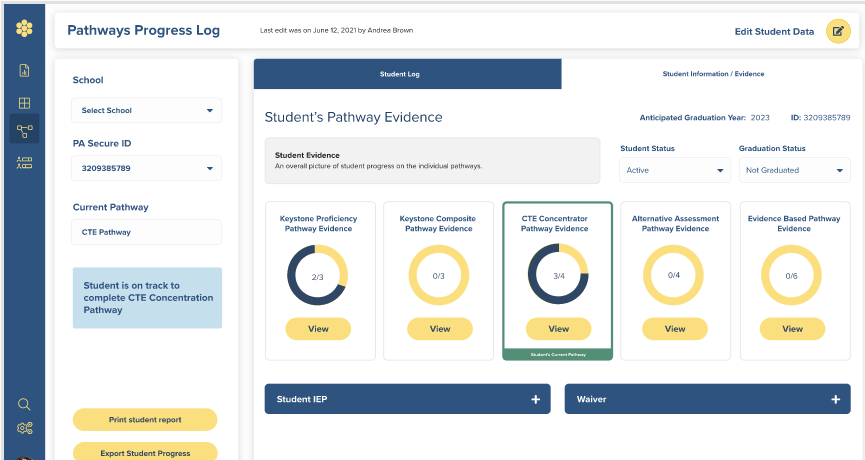 Pathways Progress Log
Last edit was on June 12, 2021 by Andrea Brown
Edit Student Data
School
Select School
PA Secure ID
3209385789
Current Pathway
CTE Pathway
Student is on track to
complete CTE Concentration
Pathway
Print student report
Export Student Progress
Student Log
Student Information / Evidence
Student's Pathway Evidence
Anticipated Graduation Year: 2023
ID: 3209385789
Student Evidence
An overall picture of student progress on the individual pathways.
Student Status
Active
Graduation Status
Not Graduated
Keystone Proficiency
Pathway Evidence
2/3
View
Keystone Composite
Pathway Evidence
0/3
View
CTE Concentrator
Pathway Evidence
3/4
View
Student's Current Pathway
Alternative Assessment
Pathway Evidence
0/4
View
Evidence Based Pathway
Evidence
0/6
View
Student IEP +
Waiver +